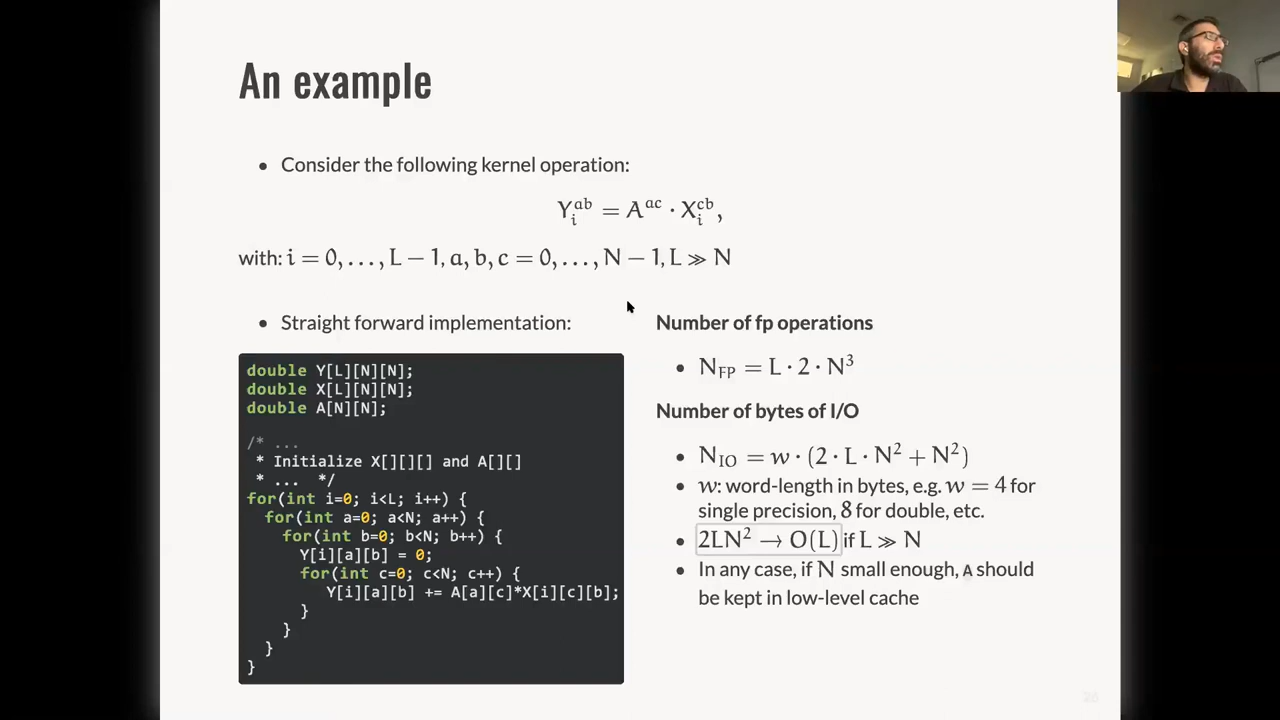 An example
• Consider the following kernel operation:
Y_i^{ab} = A^{ac} · X_i^{cb},
with: i = 0, . . . , L − 1, a, b, c = 0, . . . , N − 1, L ≫ N
• Straight forward implementation:
double Y[L][N][N];
double X[L][N][N];
double A[N][N];
/* ...
 * Initialize X[][][] and A[][]
 * ...  */
for(int i=0; i<L; i++) {
  for(int a=0; a<N; a++) {
    for(int b=0; b<N; b++) {
      Y[i][a][b] = 0;
      for(int c=0; c<N; c++) {
         Y[i][a][b] += A[a][c]*X[i][c][b];
      }
    }
  }
}
Number of fp operations
• N_{FP} = L · 2 · N^3
Number of bytes of I/O
• N_{IO} = w · (2 · L · N^2 + N^2)
• w: word-length in bytes, e.g. w = 4 for
single precision, 8 for double, etc.
• 2LN^2 → O(L) if L ≫ N
• In any case, if N small enough, A should
be kept in low-level cache